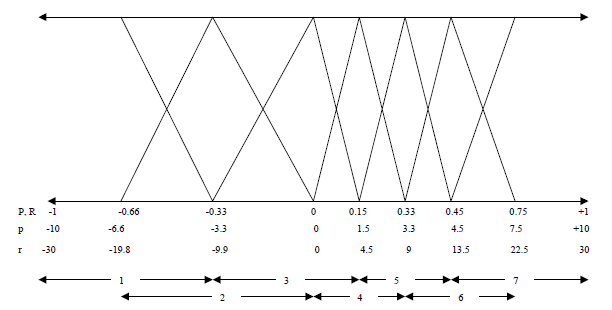 P, R -1 -0.66 -0.33 0 0.15 0.33 0.45 0.75 +1
p -10 -6.6 -3.3 0 1.5 3.3 4.5 7.5 +10
r -30 -19.8 -9.9 0 4.5 9 13.5 22.5 30
1 3 5 7
2 4 6